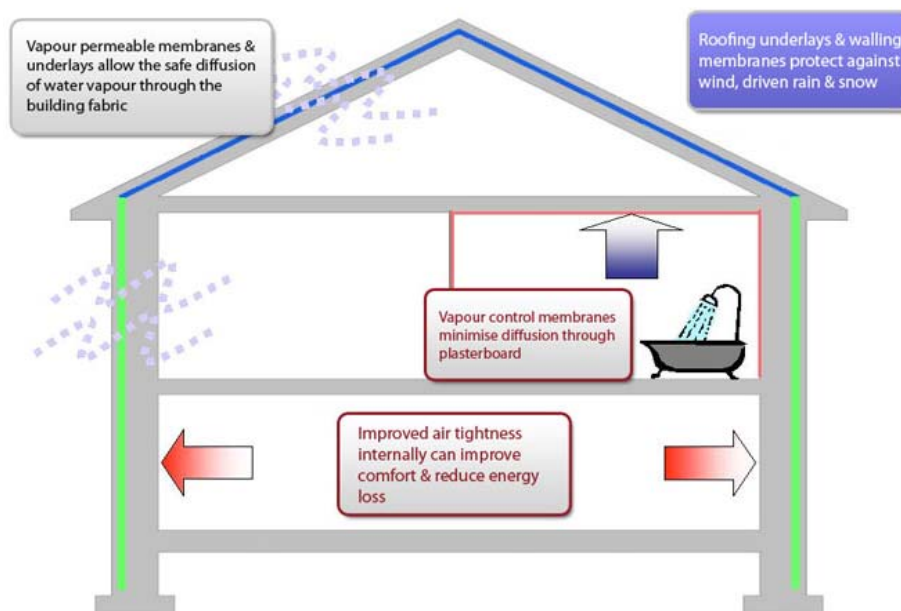 Vapour permeable membranes &
underlays allow the safe diffusion
of water vapour through the
building fabric
Roofing underlays & walling
membranes protect against
wind, driven rain & snow
Vapour control membranes
minimise diffusion through
plasterboard
Improved air tightness
internally can improve
comfort & reduce energy
loss